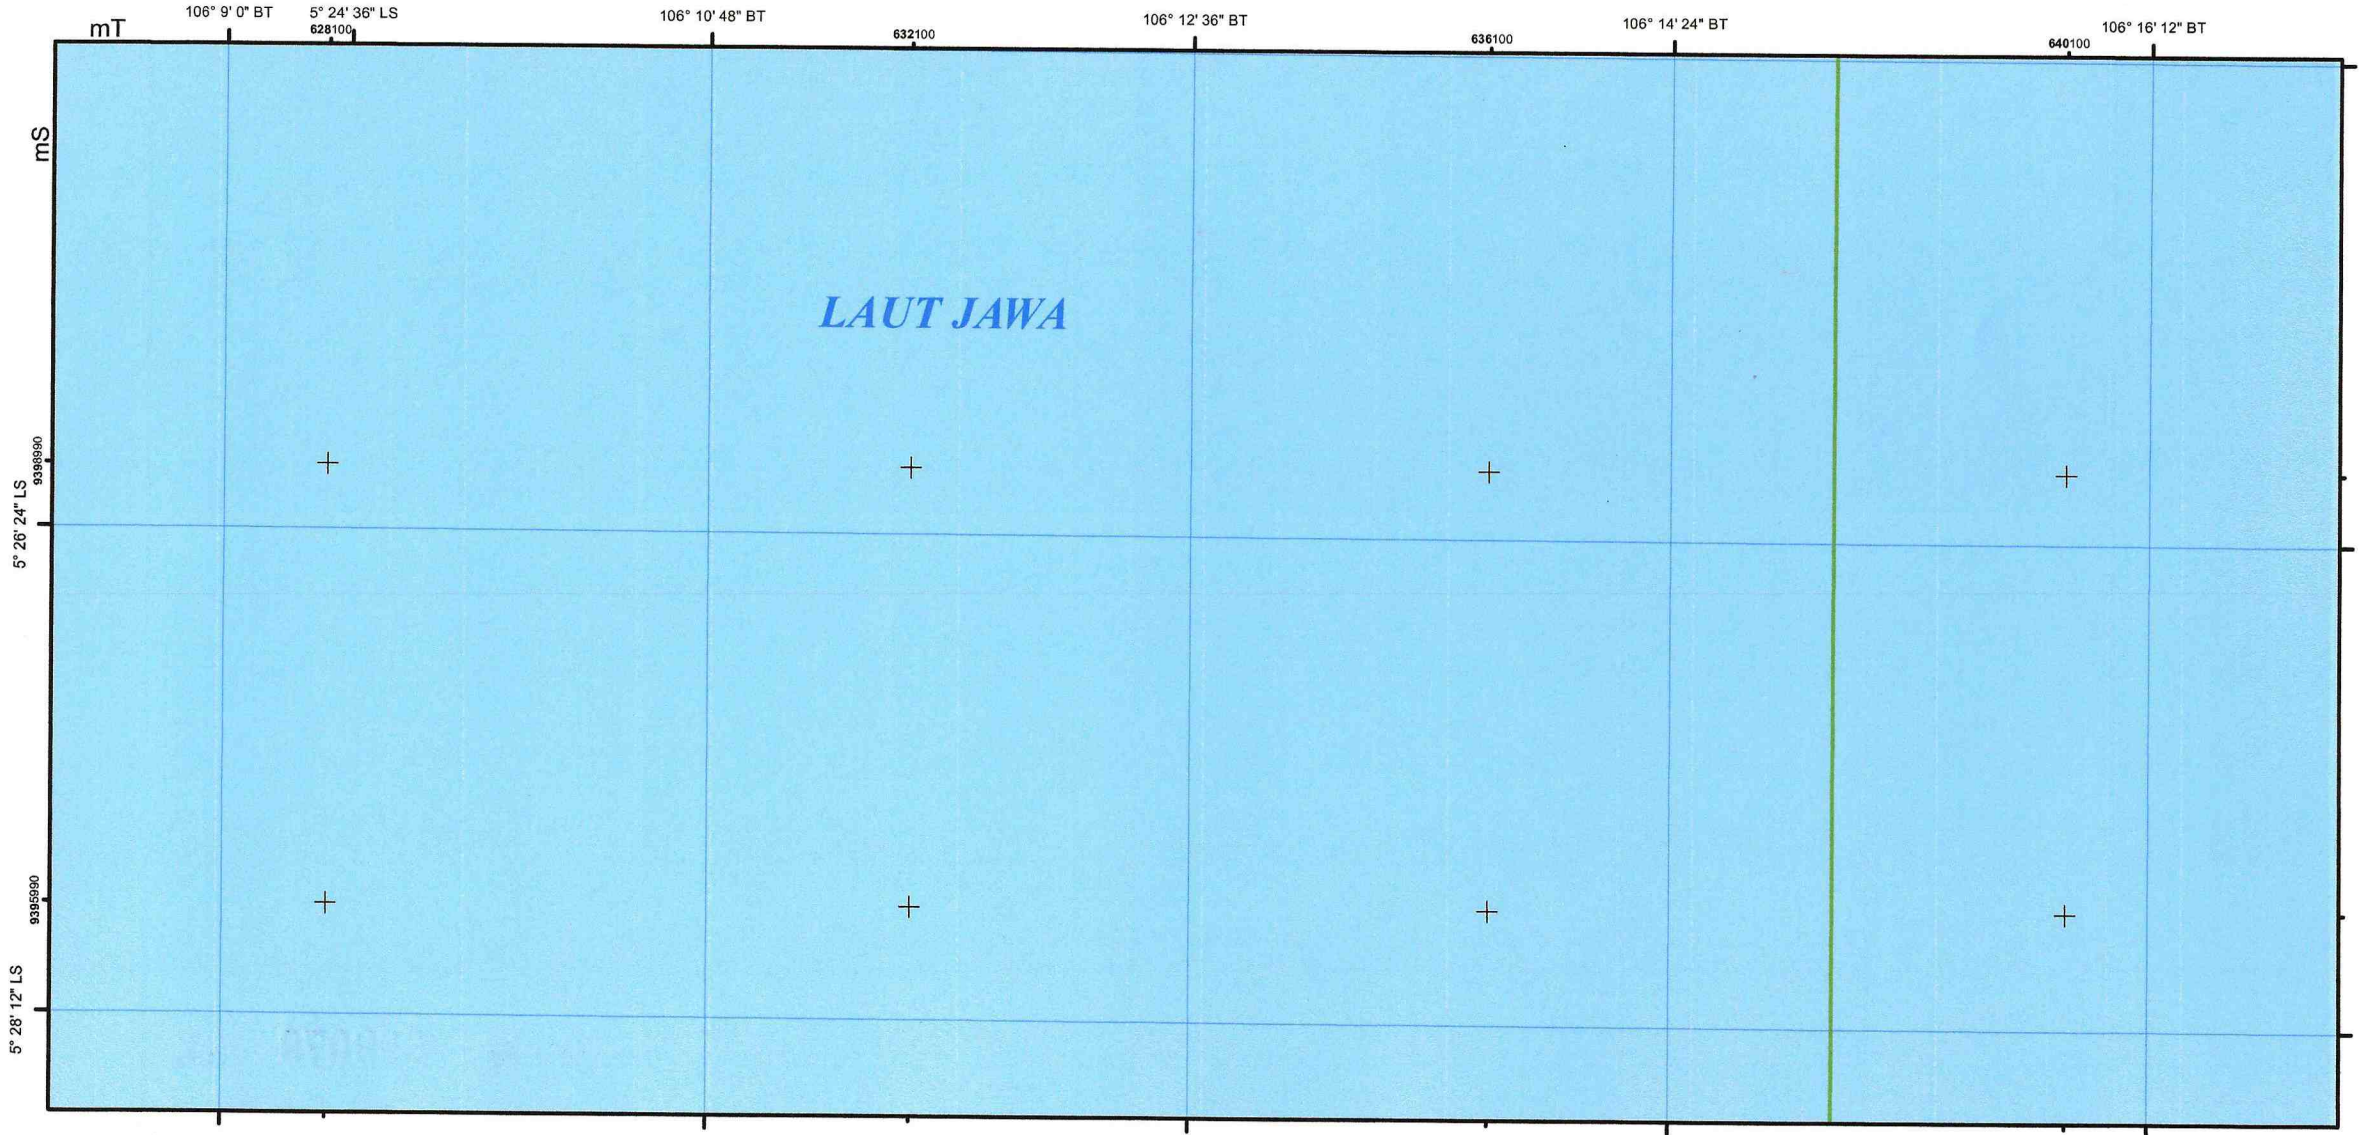 mT
106° 9' 0" BT
5° 24' 36" LS
106° 10' 48" BT
106° 12' 36" BT
106° 14' 24" BT
106° 16' 12" BT
628100
632100
636100
640100
mS
LAUT JAWA
9398990
5° 26' 24" LS
9395990
5° 28' 12" LS